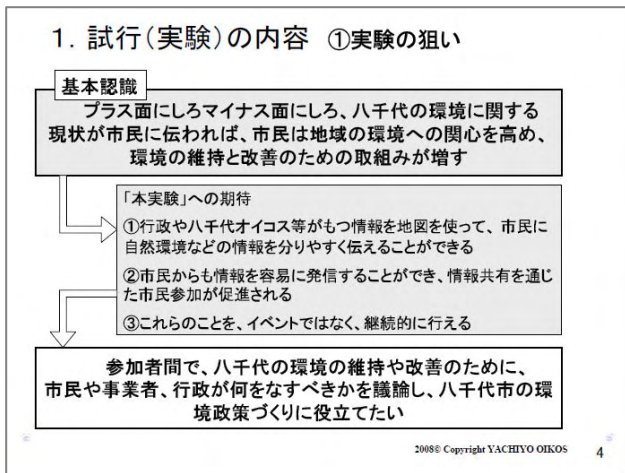 1. 試行(実験)の内容 ①実験の狙い
基本認識
プラス面にしろマイナス面にしろ、八千代の環境に関する
現状が市民に伝われば、市民は地域の環境への関心を高め、
環境の維持と改善のための取組みが増す
「本実験」への期待
①行政や八千代オイコス等がもつ情報を地図を使って、市民に
自然環境などの情報を分りやすく伝えることができる
②市民からも情報を容易に発信することができ、情報共有を通じ
た市民参加が促進される
③これらのことを、イベントではなく、継続的に行える
参加者間で、八千代の環境の維持や改善のために、
市民や事業者、行政が何をなすべきかを議論し、八千代市の環
境政策づくりに役立てたい
2008© Copyright YACHIYO OIKOS
4